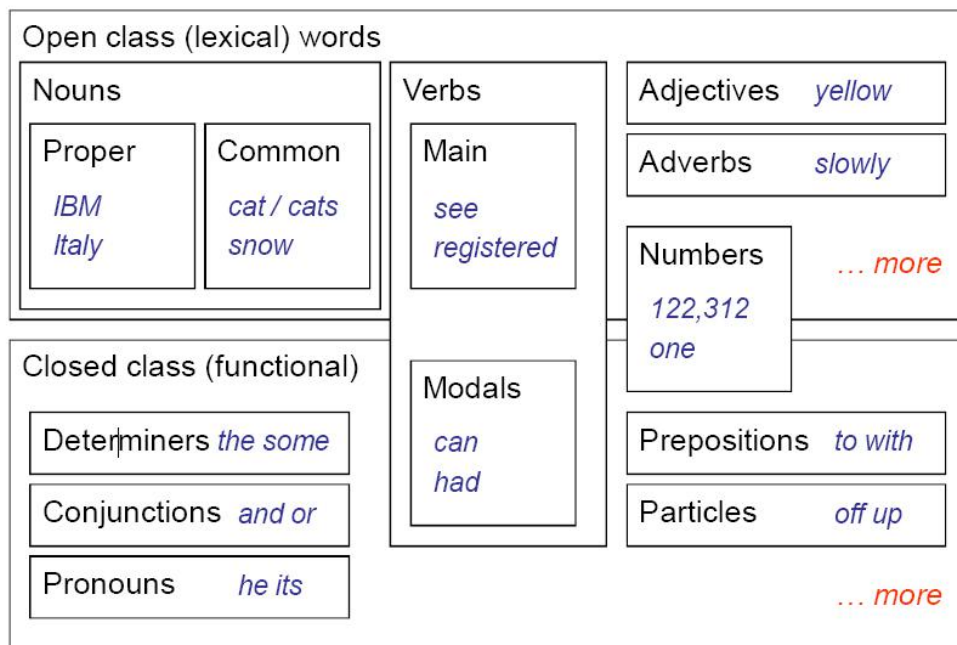 Open class (lexical) words
Nouns
Proper
IBM
Italy
Common
cat / cats
snow
Verbs
Main
see
registered
Adjectives yellow
Adverbs slowly
Numbers
122,312
one
… more
Closed class (functional)
Determiners the some
Conjunctions and or
Pronouns he its
Modals
can
had
Prepositions to with
Particles off up
… more